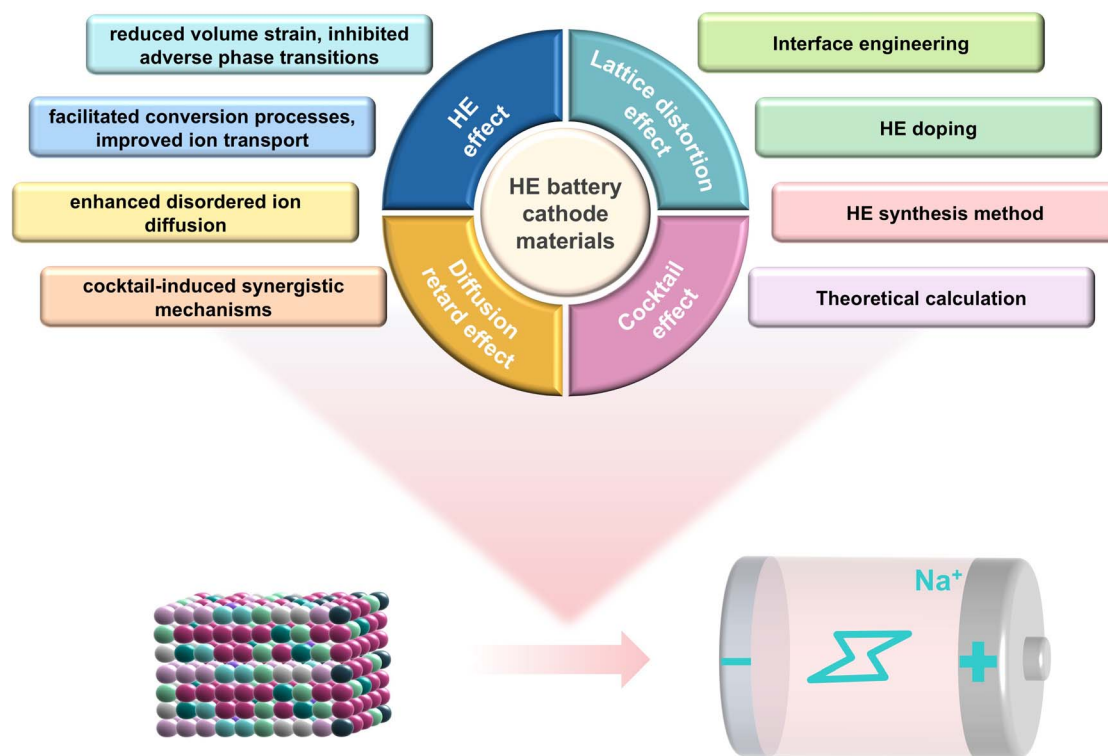 reduced volume strain, inhibited
adverse phase transitions
facilitated conversion processes,
improved ion transport
enhanced disordered ion
diffusion
cocktail-induced synergistic
mechanisms
HE
effect
Lattice distortion
effect
HE battery
cathode
materials
Diffusion
retard effect
Cocktail
effect
Interface engineering
HE doping
HE synthesis method
Theoretical calculation
Na⁺
−
+